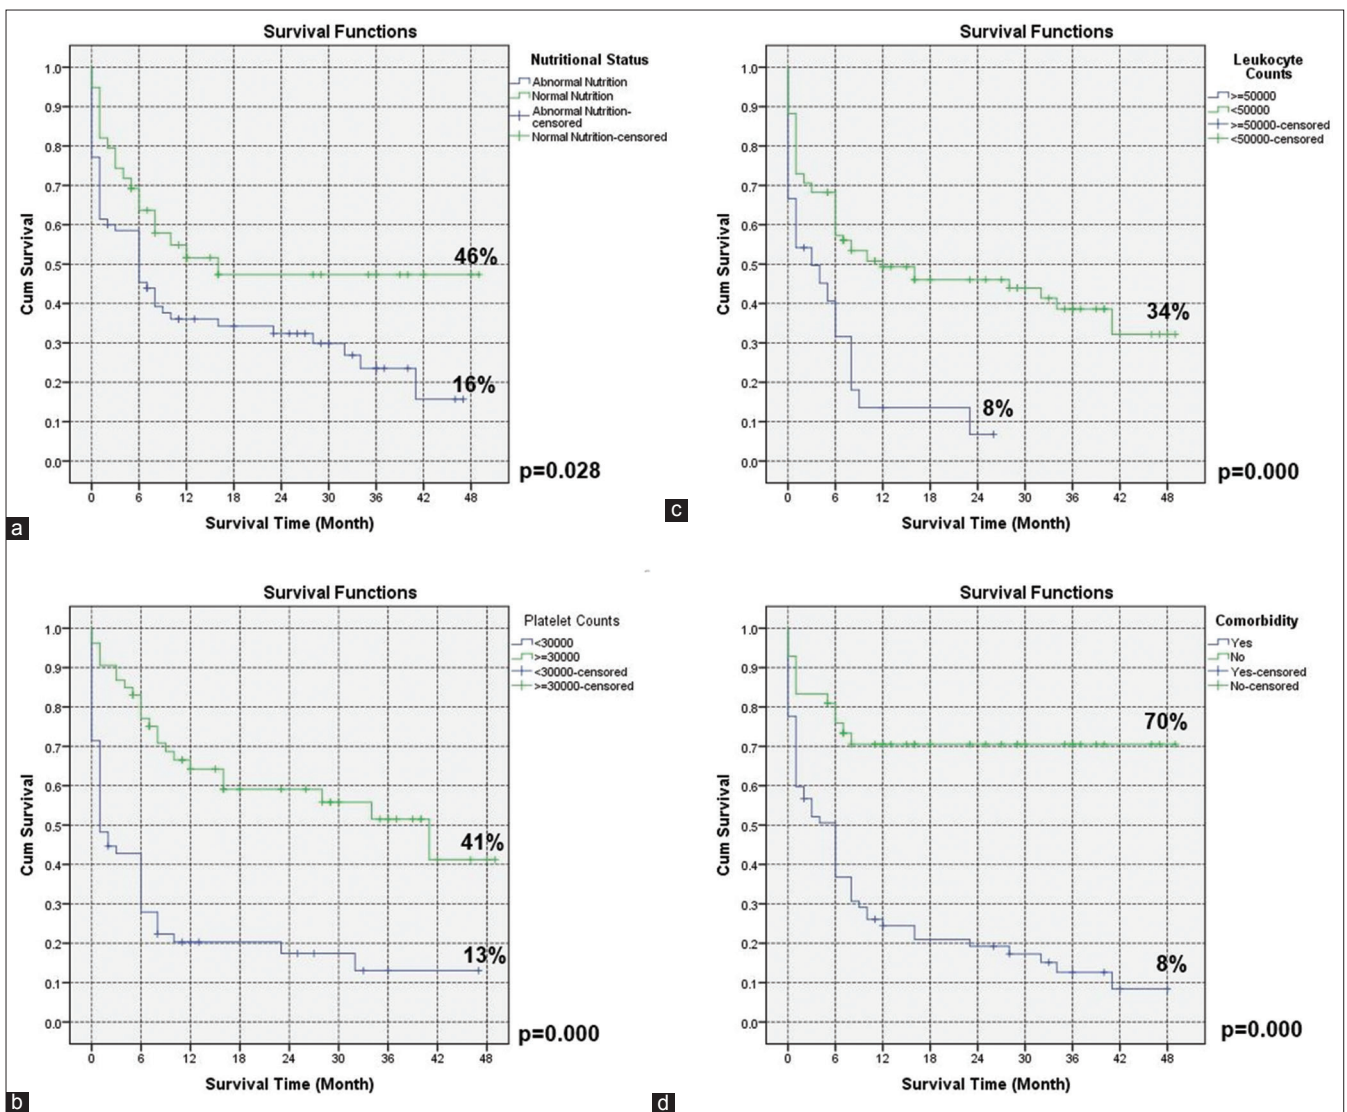 Survival Functions
Nutritional Status
Abnormal Nutrition
Normal Nutrition
Abnormal Nutrition-
censored
Normal Nutrition-censored
Cum Survival
1.0
0.9
0.8
0.7
0.6
0.5
0.4
0.3
0.2
0.1
0.0
46%
16%
p=0.028
0 6 12 18 24 30 36 42 48
Survival Time (Month)
a
Survival Functions
Leukocyte
Counts
>=50000
<50000
>=50000-censored
<50000-censored
Cum Survival
1.0
0.9
0.8
0.7
0.6
0.5
0.4
0.3
0.2
0.1
0.0
34%
8%
p=0.000
0 6 12 18 24 30 36 42 48
Survival Time (Month)
c
Survival Functions
Platelet Counts
<30000
>=30000
<30000-censored
>=30000-censored
Cum Survival
1.0
0.9
0.8
0.7
0.6
0.5
0.4
0.3
0.2
0.1
0.0
41%
13%
p=0.000
0 6 12 18 24 30 36 42 48
Survival Time (Month)
b
Survival Functions
Comorbidity
Yes
No
Yes-censored
No-censored
Cum Survival
1.0
0.9
0.8
0.7
0.6
0.5
0.4
0.3
0.2
0.1
0.0
70%
8%
p=0.000
0 6 12 18 24 30 36 42 48
Survival Time (Month)
d